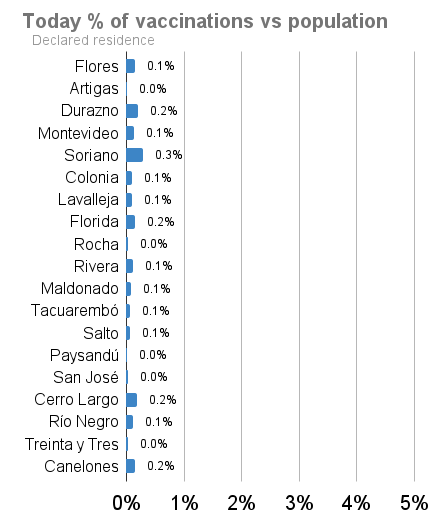 Today % of vaccinations vs population
Declared residence
Flores 0.1%
Artigas 0.0%
Durazno 0.2%
Montevideo 0.1%
Soriano 0.3%
Colonia 0.1%
Lavalleja 0.1%
Florida 0.2%
Rocha 0.0%
Rivera 0.1%
Maldonado 0.1%
Tacuarembó 0.1%
Salto 0.1%
Paysandú 0.0%
San José 0.0%
Cerro Largo 0.2%
Río Negro 0.1%
Treinta y Tres 0.0%
Canelones 0.2%
0% 1% 2% 3% 4% 5%